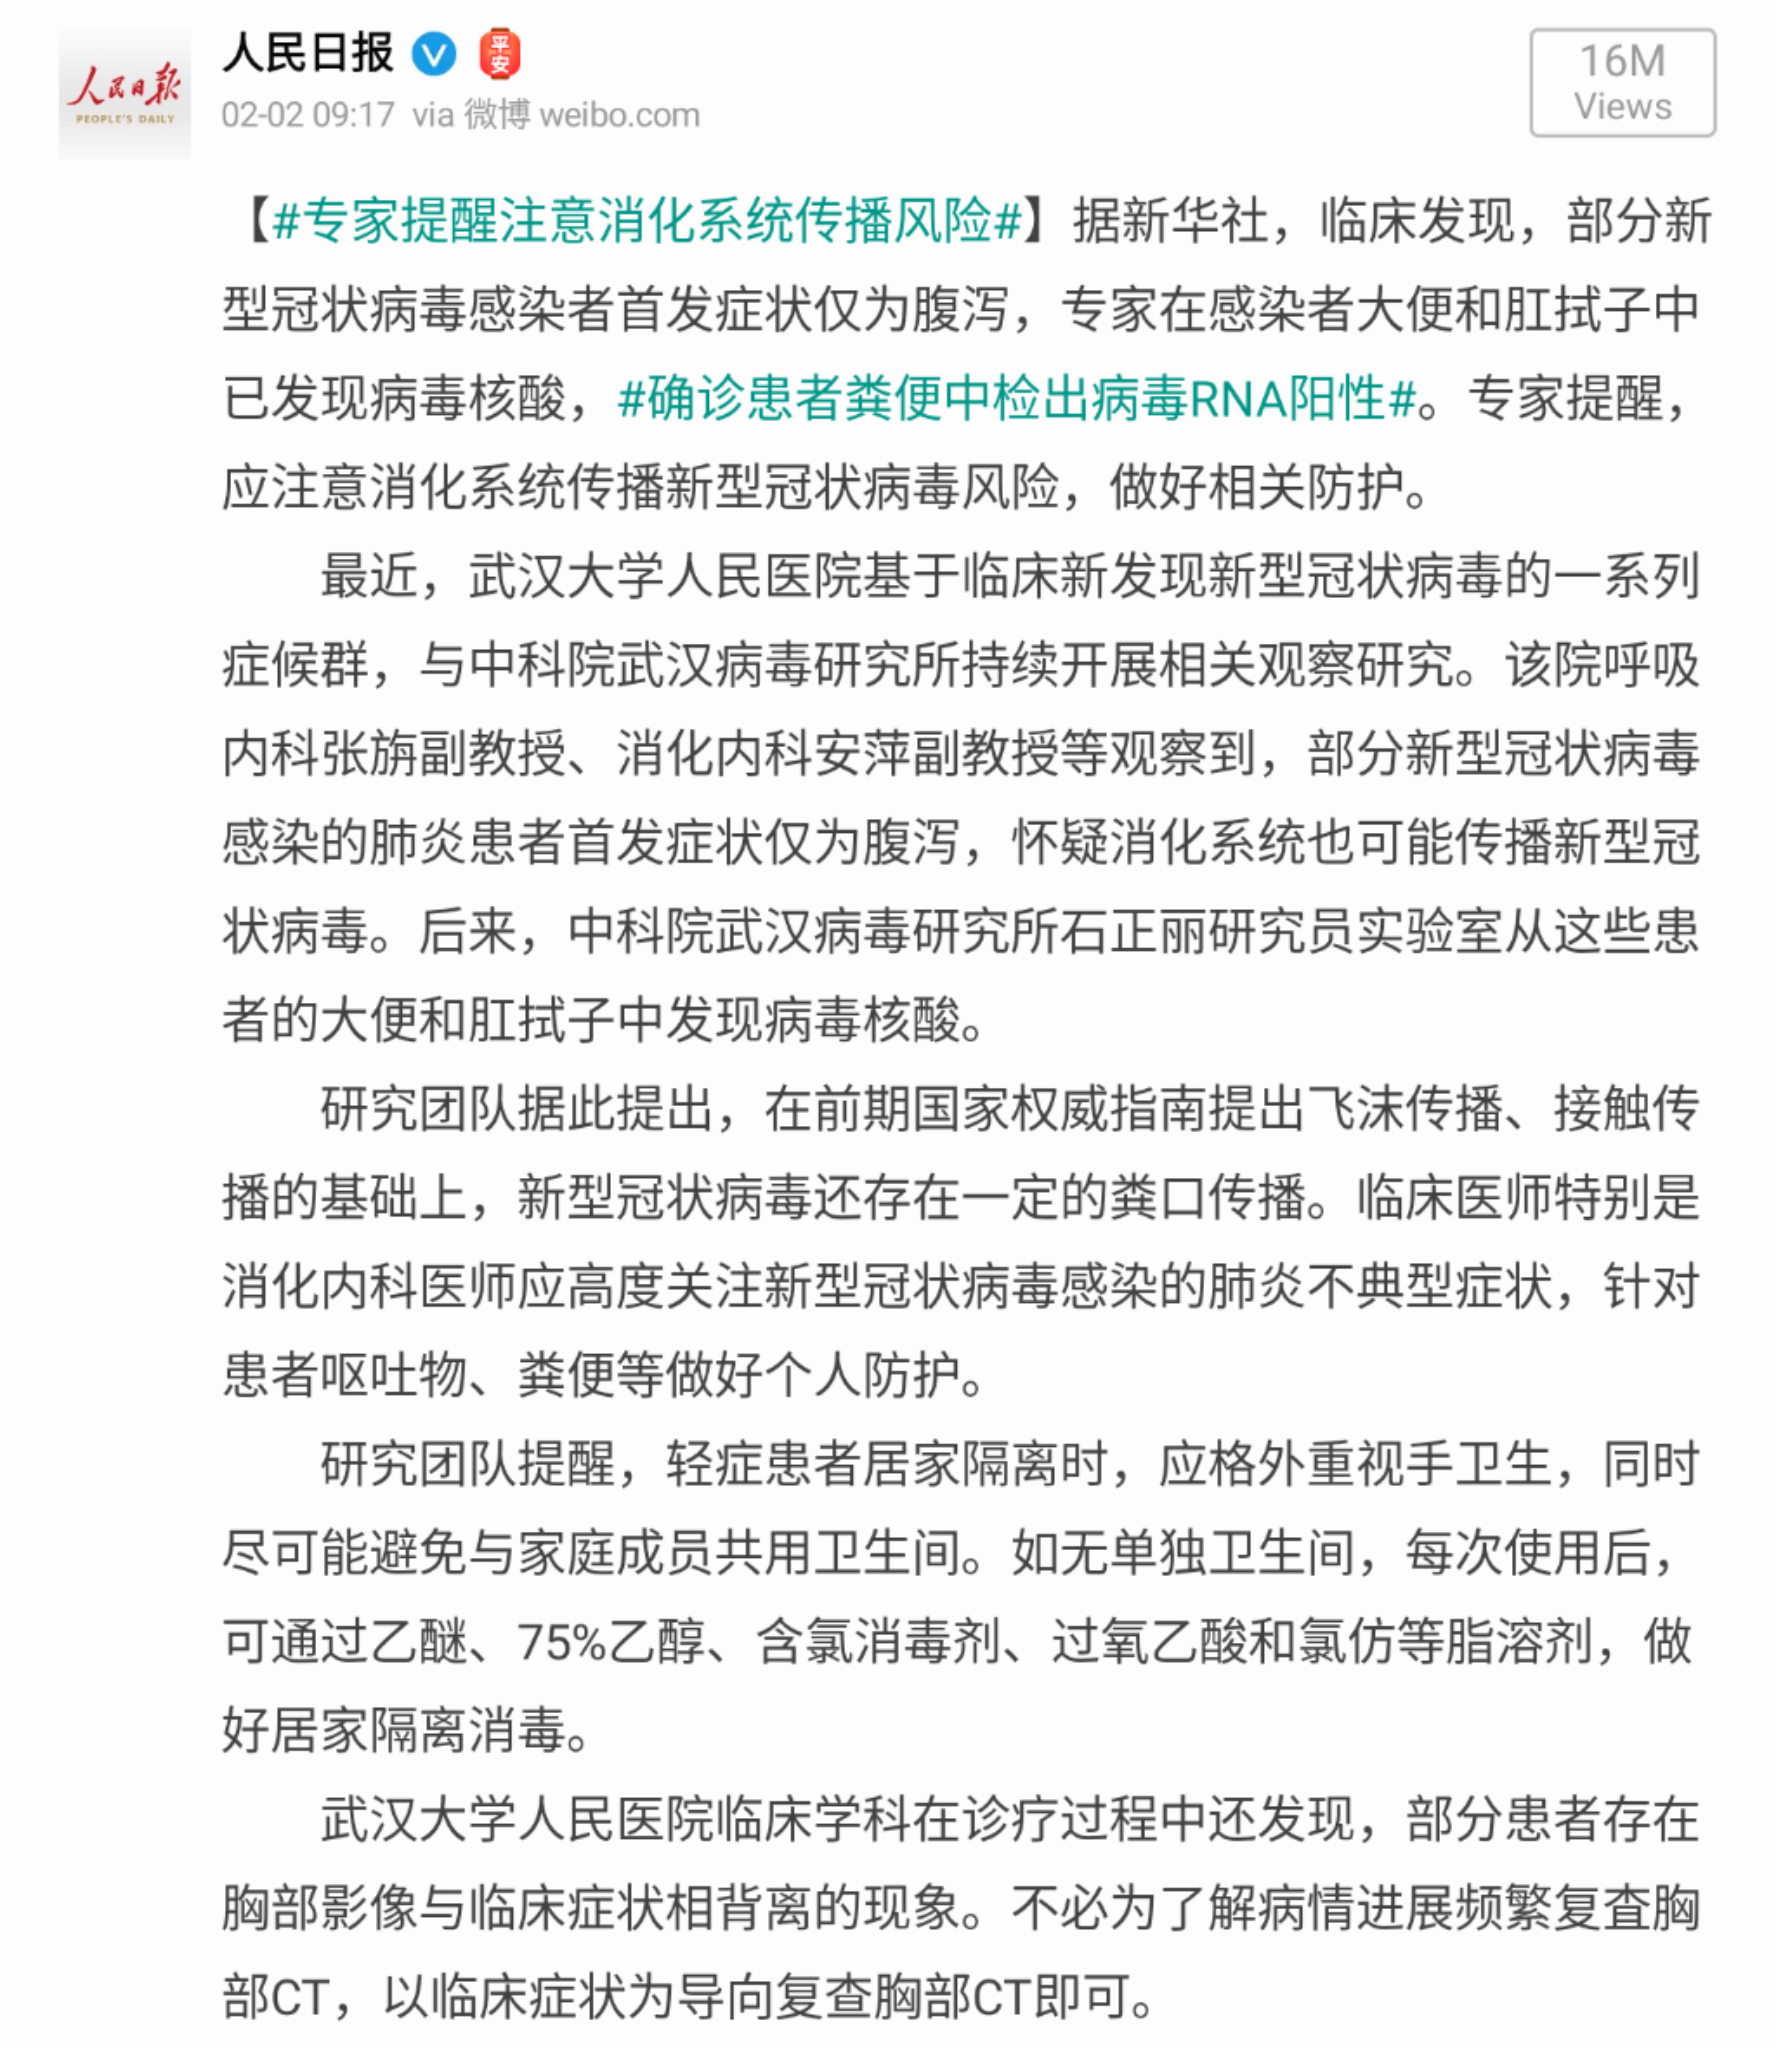 人民日报
PEOPLE'S DAILY
人民日报
平安
02-02 09:17 via 微博 weibo.com
16M
Views
【#专家提醒注意消化系统传播风险#】据新华社，临床发现，部分新
型冠状病毒感染者首发症状仅为腹泻，专家在感染者大便和肛拭子中
已发现病毒核酸，#确诊患者粪便中检出病毒RNA阳性#。专家提醒，
应注意消化系统传播新型冠状病毒风险，做好相关防护。
最近，武汉大学人民医院基于临床新发现新型冠状病毒的一系列
症候群，与中科院武汉病毒研究所持续开展相关观察研究。该院呼吸
内科张旃副教授、消化内科安萍副教授等观察到，部分新型冠状病毒
感染的肺炎患者首发症状仅为腹泻，怀疑消化系统也可能传播新型冠
状病毒。后来，中科院武汉病毒研究所石正丽研究员实验室从这些患
者的大便和肛拭子中发现病毒核酸。
研究团队据此提出，在前期国家权威指南提出飞沫传播、接触传
播的基础上，新型冠状病毒还存在一定的粪口传播。临床医师特别是
消化内科医师应高度关注新型冠状病毒感染的肺炎不典型症状，针对
患者呕吐物、粪便等做好个人防护。
研究团队提醒，轻症患者居家隔离时，应格外重视手卫生，同时
尽可能避免与家庭成员共用卫生间。如无单独卫生间，每次使用后，
可通过乙醚、75%乙醇、含氯消毒剂、过氧乙酸和氯仿等脂溶剂，做
好居家隔离消毒。
武汉大学人民医院临床学科在诊疗过程中还发现，部分患者存在
胸部影像与临床症状相背离的现象。不必为了解病情进展频繁复查胸
部CT，以临床症状为导向复查胸部CT即可。